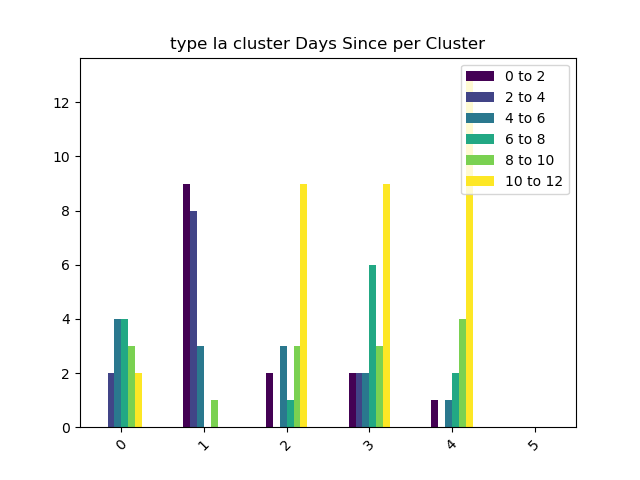 type Ia cluster Days Since per Cluster
0 to 2
2 to 4
4 to 6
6 to 8
8 to 10
10 to 12
12
10
8
6
4
2
0
0 1 2 3 4 5